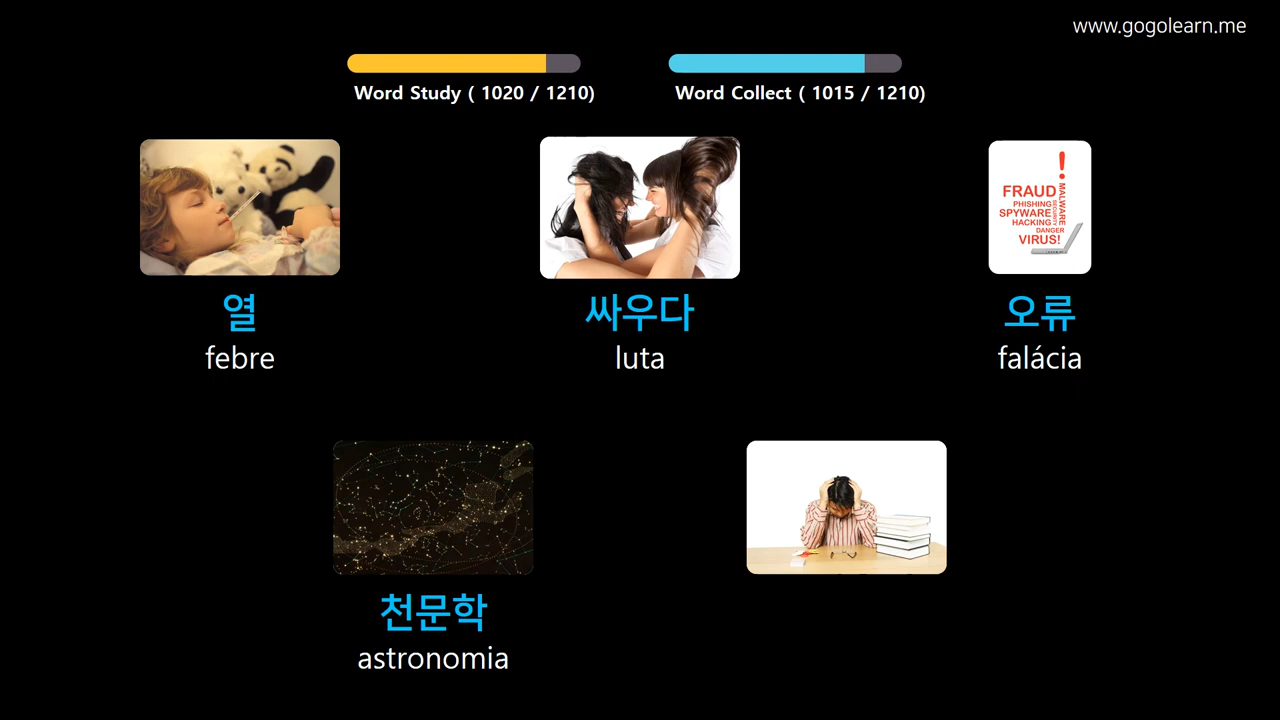 www.gogolearn.me
Word Study ( 1020 / 1210)
Word Collect ( 1015 / 1210)
FRAUD
PHISHING
SPYWARE
HACKING
DANGER
VIRUS!
MALWARE
SECURITY
!
열
febre
싸우다
luta
오류
falácia
천문학
astronomia